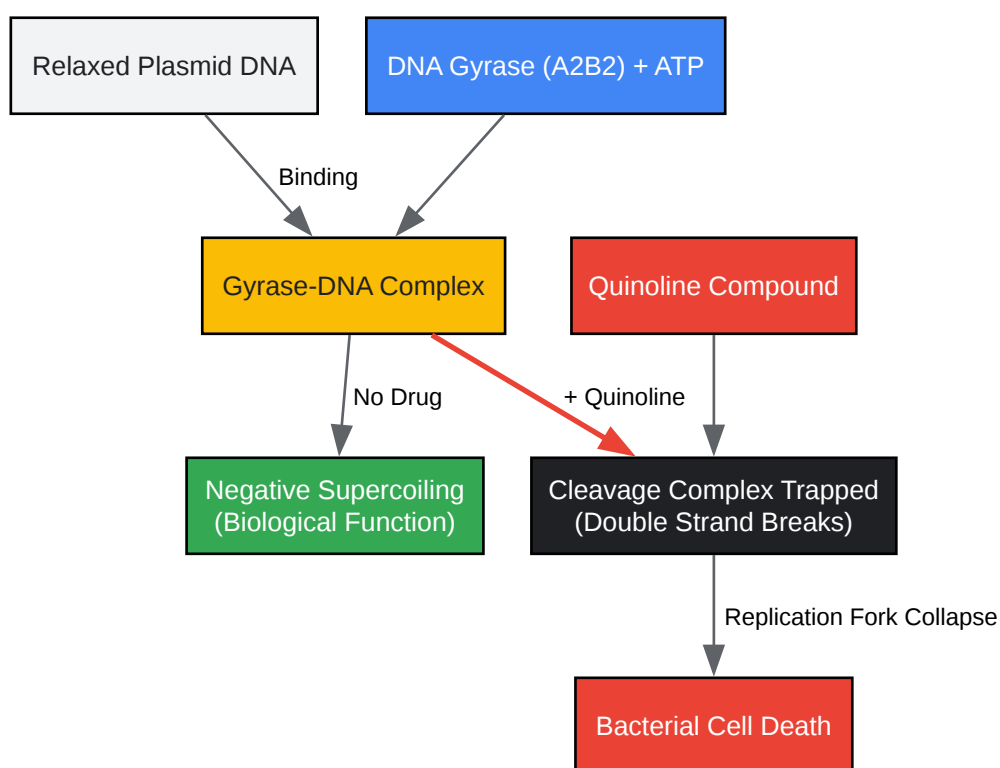 Relaxed Plasmid DNA
DNA Gyrase (A2B2) + ATP
Binding
Gyrase-DNA Complex
Quinoline Compound
No Drug
+ Quinoline
Negative Supercoiling
(Biological Function)
Cleavage Complex Trapped
(Double Strand Breaks)
Replication Fork Collapse
Bacterial Cell Death